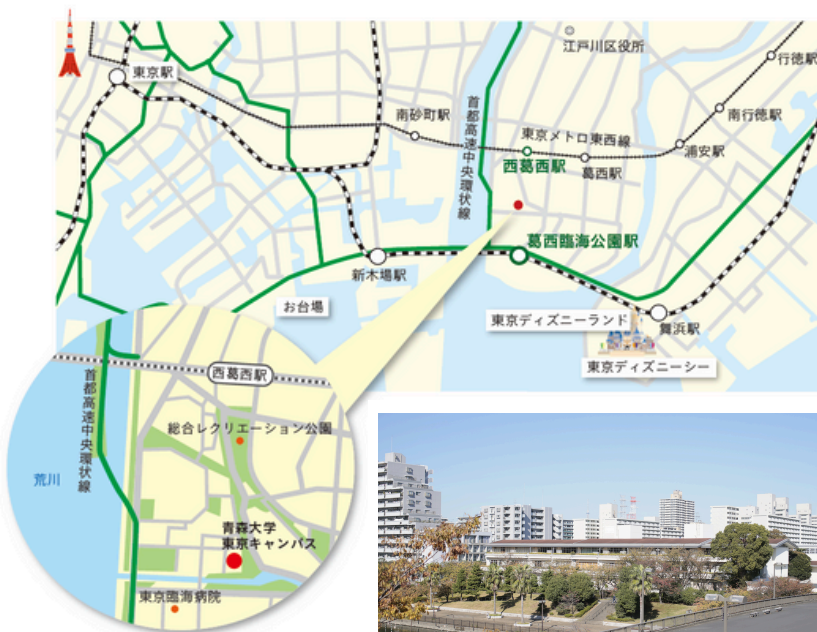 江戸川区役所
行徳駅
東京駅
南砂町駅
首都高速中央環状線
東京メトロ東西線
南行徳駅
浦安駅
西葛西駅
葛西駅
葛西臨海公園駅
新木場駅
お台場
東京ディズニーランド
舞浜駅
東京ディズニーシー
西葛西駅
首都高速中央環状線
総合レクリエーション公園
荒川
青森大学
東京キャンパス
東京臨海病院